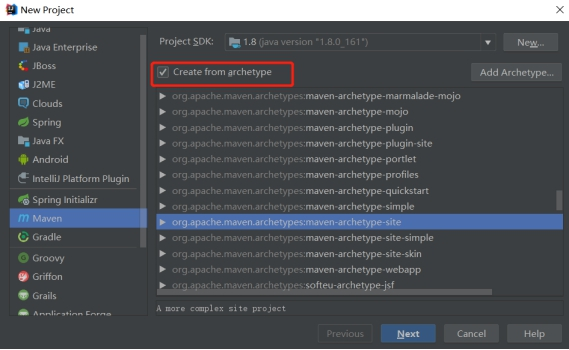 New Project
Java
Java Enterprise
JBoss
J2ME
Clouds
Spring
Java FX
Android
IntelliJ Platform Plugin
Spring Initializr
Maven
Gradle
Groovy
Griffon
Grails
Application Forge
Project SDK: 1.8 (java version "1.8.0_161") New...
Create from archetype Add Archetype...
org.apache.maven.archetypes:maven-archetype-marmalade-mojo
org.apache.maven.archetypes:maven-archetype-mojo
org.apache.maven.archetypes:maven-archetype-plugin
org.apache.maven.archetypes:maven-archetype-plugin-site
org.apache.maven.archetypes:maven-archetype-portlet
org.apache.maven.archetypes:maven-archetype-profiles
org.apache.maven.archetypes:maven-archetype-quickstart
org.apache.maven.archetypes:maven-archetype-simple
org.apache.maven.archetypes:maven-archetype-site
org.apache.maven.archetypes:maven-archetype-site-simple
org.apache.maven.archetypes:maven-archetype-site-skin
org.apache.maven.archetypes:maven-archetype-webapp
org.apache.maven.archetypes:softeu-archetype-jsf
A more complex site project
Previous Next Cancel Help